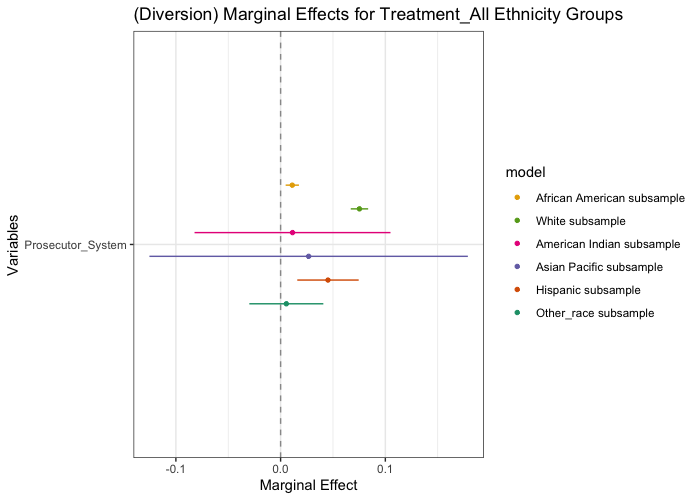 (Diversion) Marginal Effects for Treatment_All Ethnicity Groups
Variables
Prosecutor_System
-0.1
0.0
0.1
Marginal Effect
model
African American subsample
White subsample
American Indian subsample
Asian Pacific subsample
Hispanic subsample
Other_race subsample